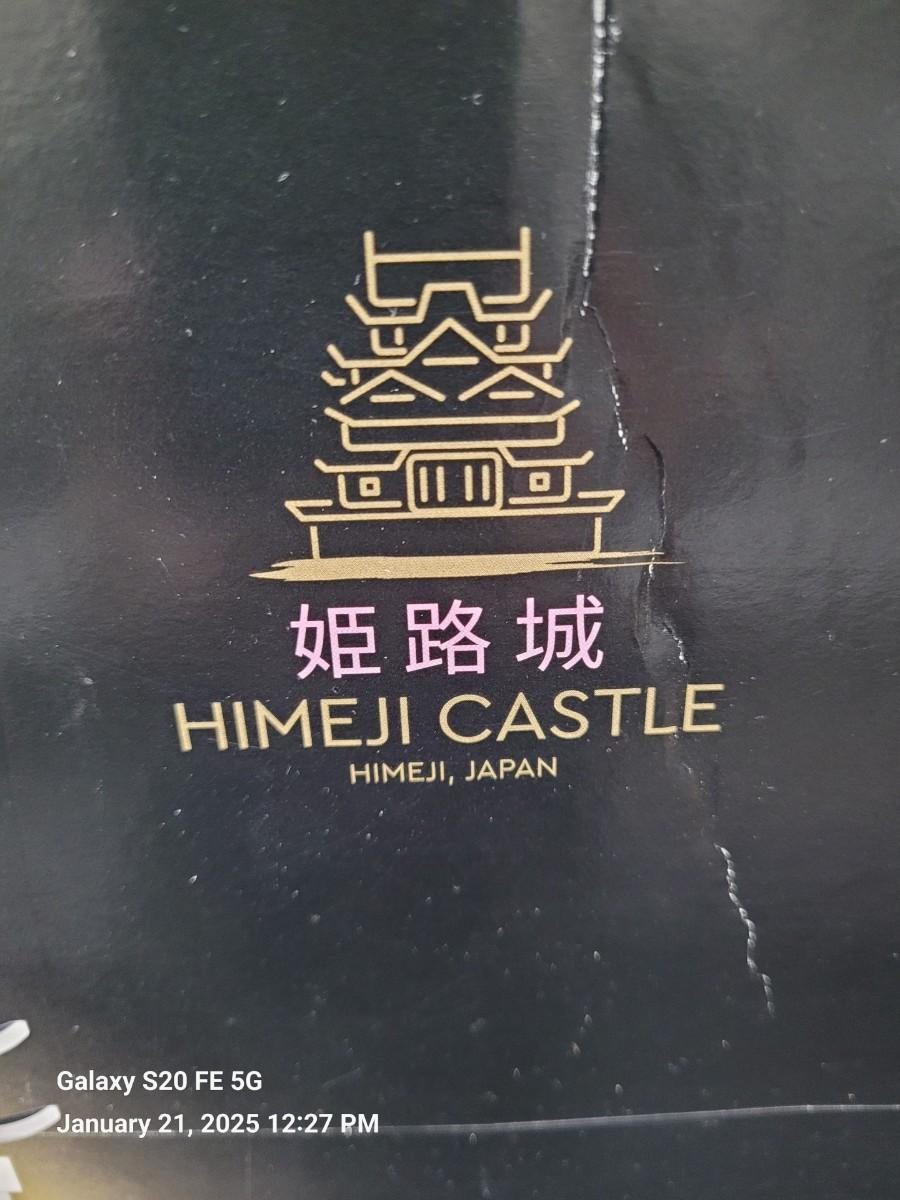 姫路城
HIMEJI CASTLE
HIMEJI, JAPAN
Galaxy S20 FE 5G
January 21, 2025 12:27 PM